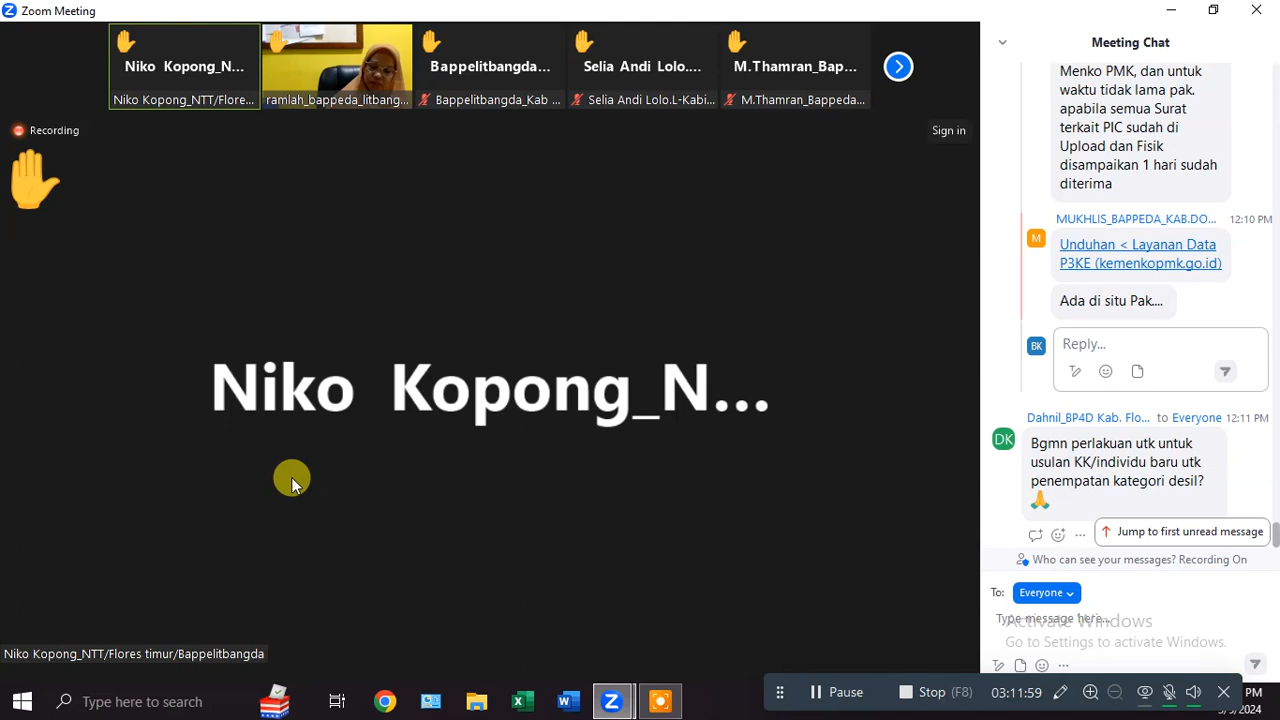 Zoom Meeting
Niko Kopong_N...
Niko Kopong_NTT/Flore...
ramlah_bappeda_litbang...
Bappelitbangda...
Bappelitbangda_Kab ...
Selia Andi Lolo....
Selia Andi Lolo.L-Kabi...
M.Thamran_Bap...
M.Thamran_Bappeda...
Recording
Sign in
Niko Kopong_N...
Niko Kopong_NTT/Flores timur/Bappelitbangda
Meeting Chat
Menko PMK, dan untuk
waktu tidak lama pak.
apabila semua Surat
terkait PIC sudah di
Upload dan Fisik
disampaikan 1 hari sudah
diterima
MUKHLIS_BAPPEDA_KAB.DO... 12:10 PM
M
Unduhan < Layanan Data
P3KE (kemenkopmk.go.id)
Ada di situ Pak....
BK
Reply...
Dahnil_BP4D Kab. Flo... to Everyone 12:11 PM
DK
Bgmn perlakuan utk untuk
usulan KK/individu baru utk
penempatan kategori desil?
Jump to first unread message
Who can see your messages? Recording On
To: Everyone
Type message here...
Activate Windows
Go to Settings to activate Windows.
Type here to search
Pause
Stop (F8)
03:11:59
PM